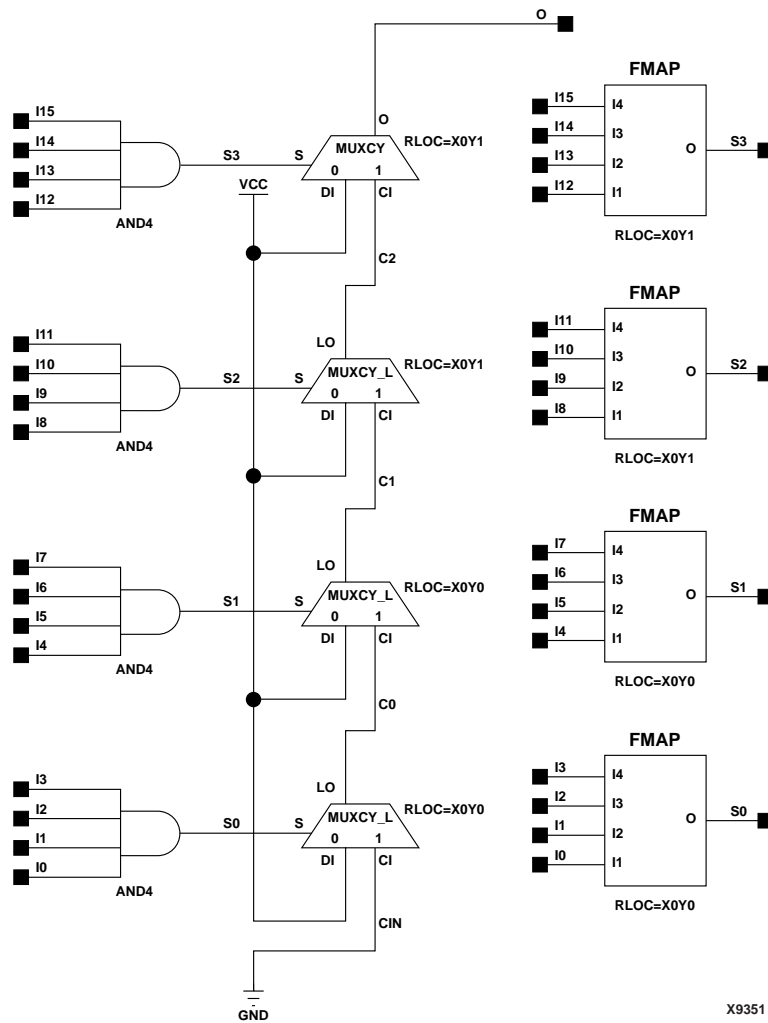 O
FMAP
I15
I14
I13
I12
AND4
S3
S
VCC
O
MUXCY
0 1
DI
CI
RLOC=X0Y1
I15
I14
I13
I12
I4
I3
I2
I1
O
S3
RLOC=X0Y1
C2
FMAP
I11
I10
I9
I8
AND4
S2
S
LO
MUXCY_L
0 1
DI
CI
RLOC=X0Y1
I11
I10
I9
I8
I4
I3
I2
I1
O
S2
RLOC=X0Y1
C1
FMAP
I7
I6
I5
I4
AND4
S1
S
LO
MUXCY_L
0 1
DI
CI
RLOC=X0Y0
I7
I6
I5
I4
I4
I3
I2
I1
O
S1
RLOC=X0Y0
C0
FMAP
I3
I2
I1
I0
AND4
S0
S
LO
MUXCY_L
0 1
DI
CI
RLOC=X0Y0
I3
I2
I1
I0
I4
I3
I2
I1
O
S0
RLOC=X0Y0
CIN
GND
X9351